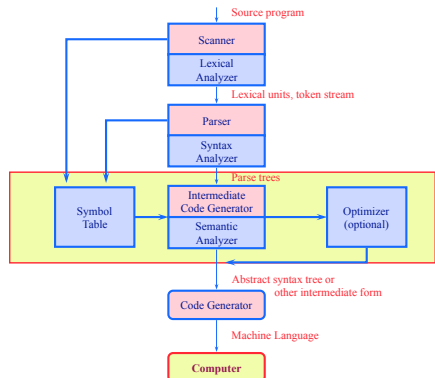 Source program
Scanner
Lexical
Analyzer
Lexical units, token stream
Parser
Syntax
Analyzer
Parse trees
Symbol
Table
Intermediate
Code Generator
Semantic
Analyzer
Optimizer
(optional)
Abstract syntax tree or
other intermediate form
Code Generator
Machine Language
Computer